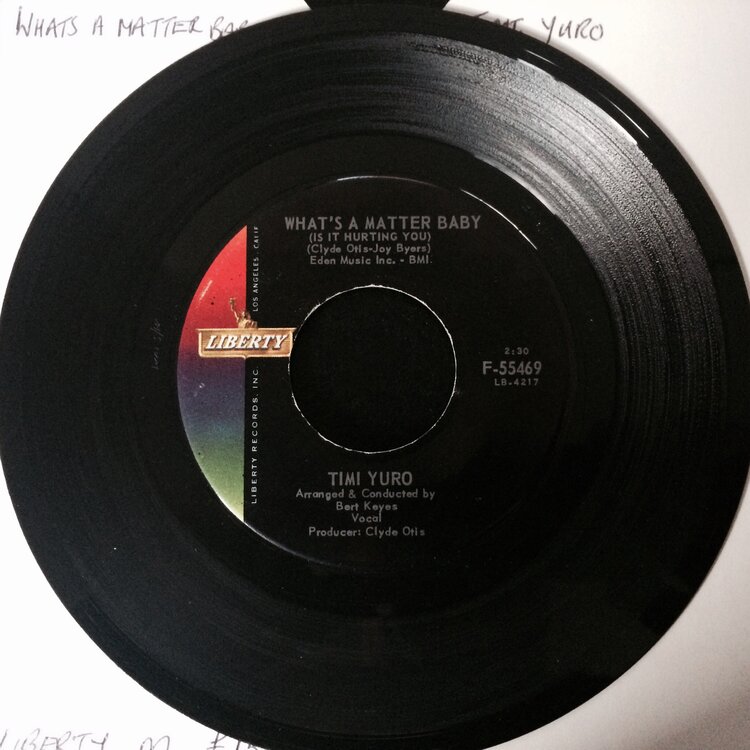 WHATS A MATTER YURO
WHAT'S A MATTER BABY
(IS IT HURTING YOU)
(Clyde Otis-Joy Byers)
Eden Music Inc. - BMI.
LIBERTY RECORDS, INC. LOS ANGELES, CALIF
LIBERTY
2:30
F-55469
LB-4217
TIMI YURO
Arranged & Conducted by
Bert Keyes
Vocal
Producer: Clyde Otis
LIBERTY